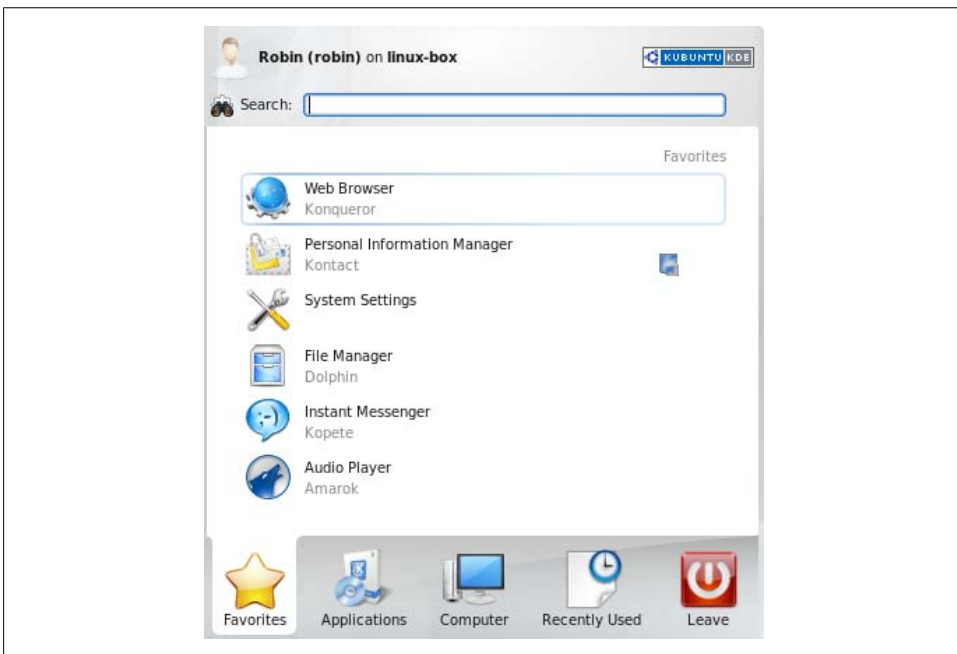 Robin (robin) on linux-box
KUBUNTU KDE
Search:
Favorites
Web Browser
Konqueror
Personal Information Manager
Kontact
System Settings
File Manager
Dolphin
Instant Messenger
Kopete
Audio Player
Amarok
Favorites
Applications
Computer
Recently Used
Leave